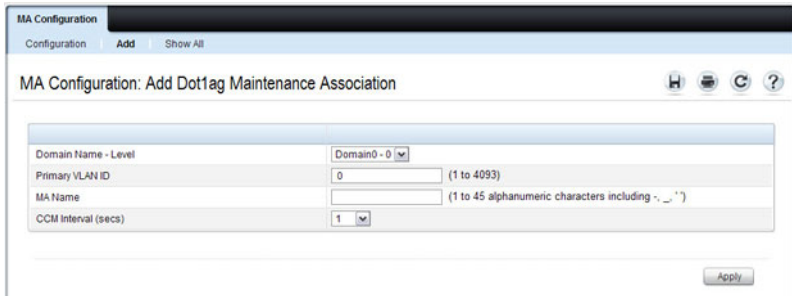 MA Configuration
Configuration Add Show All
MA Configuration: Add Dot1ag Maintenance Association
Domain Name - Level Domain0 - 0
Primary VLAN ID 0 (1 to 4093)
MA Name (1 to 45 alphanumeric characters including -, _, ' ')
CCM Interval (secs) 1
Apply